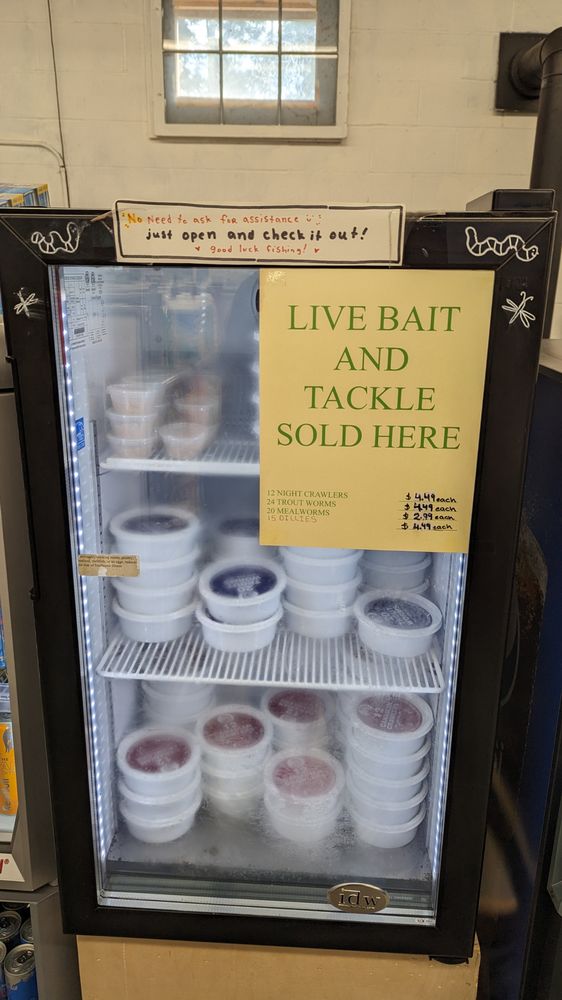 No Need to ask for assistance
just open and check it out!
♥ good luck fishing! ♥
LIVE BAIT
AND
TACKLE
SOLD HERE
12 NIGHT CRAWLERS $4.49 each
24 TROUT WORMS $4.49 each
20 MEALWORMS $2.99 each
15 DILLIES $4.49 each
idw